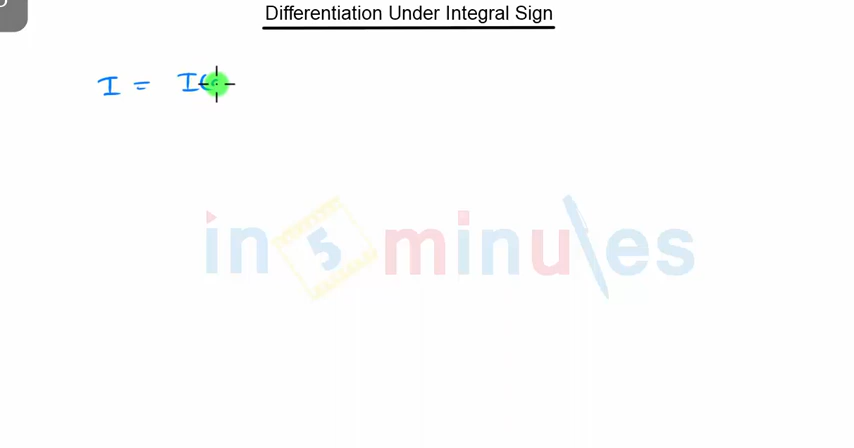 Differentiation Under Integral Sign
I = I(
in 5 minutes